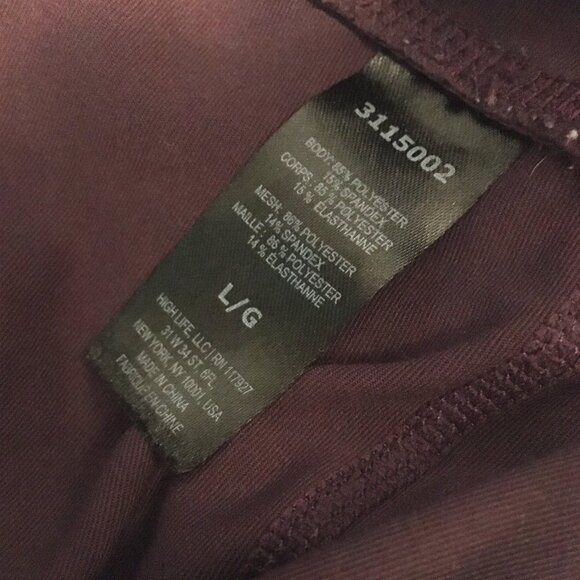 3115002
BODY: 85% POLYESTER
15% SPANDEX
CORPS: 85 % POLYESTER
15 % ÉLASTHANNE
MESH: 86% POLYESTER
14% SPANDEX
MAILLE : 86 % POLYESTER
14 % ÉLASTHANNE
L/G
HIGH LIFE, LLC | RN 117927
31 W 34 ST, 6FL
NEW YORK, NY 10001, USA
MADE IN CHINA
FABRIQUÉ EN CHINE